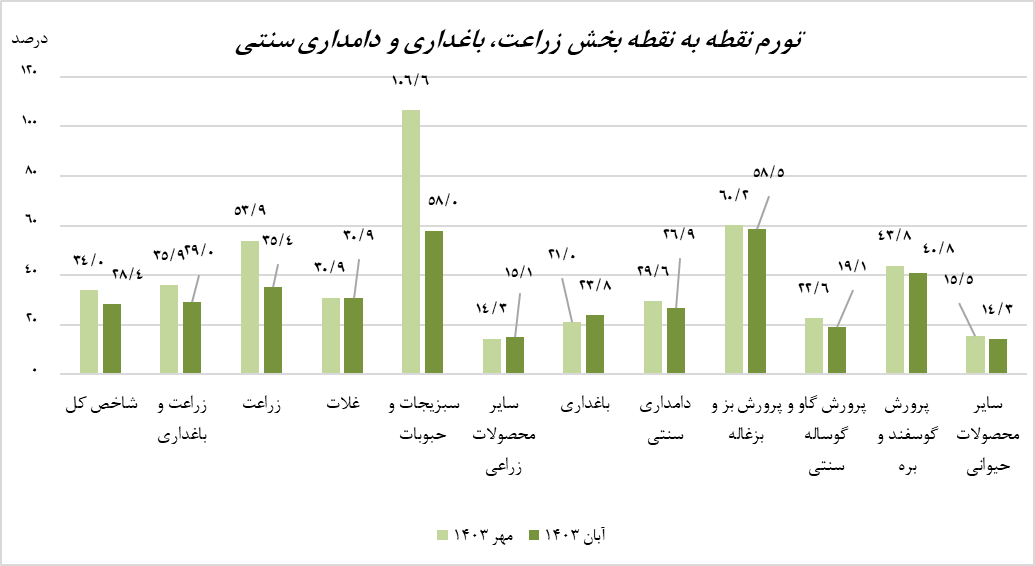 تورم نقطه به نقطه بخش زراعت، باغداری و دامداری سنتی
درصد
۱۲۰
۱۰۰
۸۰
۶۰
۴۰
۲۰
۰
۳۴/۰
۲۸/۴
۳۵/۹
۲۹/۰
۵۳/۹
۳۵/۴
۳۰/۹
۳۰/۹
۱۰۶/۶
۵۸/۰
۱۴/۳
۱۵/۱
۲۱/۰
۲۳/۸
۲۹/۶
۲۶/۹
۶۰/۲
۵۸/۵
۲۲/۶
۱۹/۱
۴۳/۸
۴۰/۸
۱۵/۵
۱۴/۳
شاخص کل
زراعت و
باغداری
زراعت
غلات
سبزیجات و
حبوبات
سایر
محصولات
زراعی
باغداری
دامداری
سنتی
پرورش بز و
بزغاله
پرورش گاو و
گوساله
سنتی
پرورش
گوسفند و
بره
سایر
محصولات
حیوانی
مهر ۱۴۰۳
آبان ۱۴۰۳